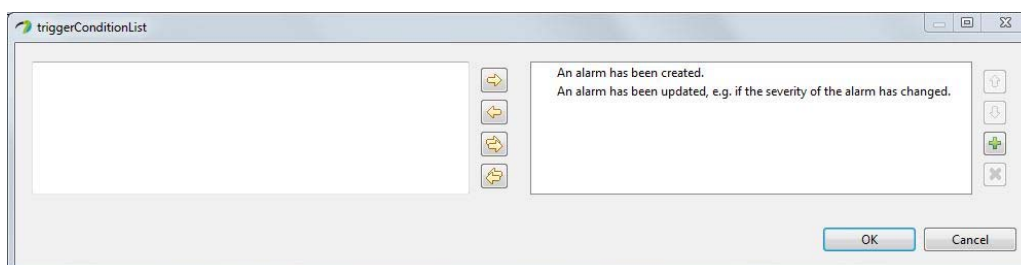 triggerConditionList
An alarm has been created.
An alarm has been updated, e.g. if the severity of the alarm has changed.
OK
Cancel